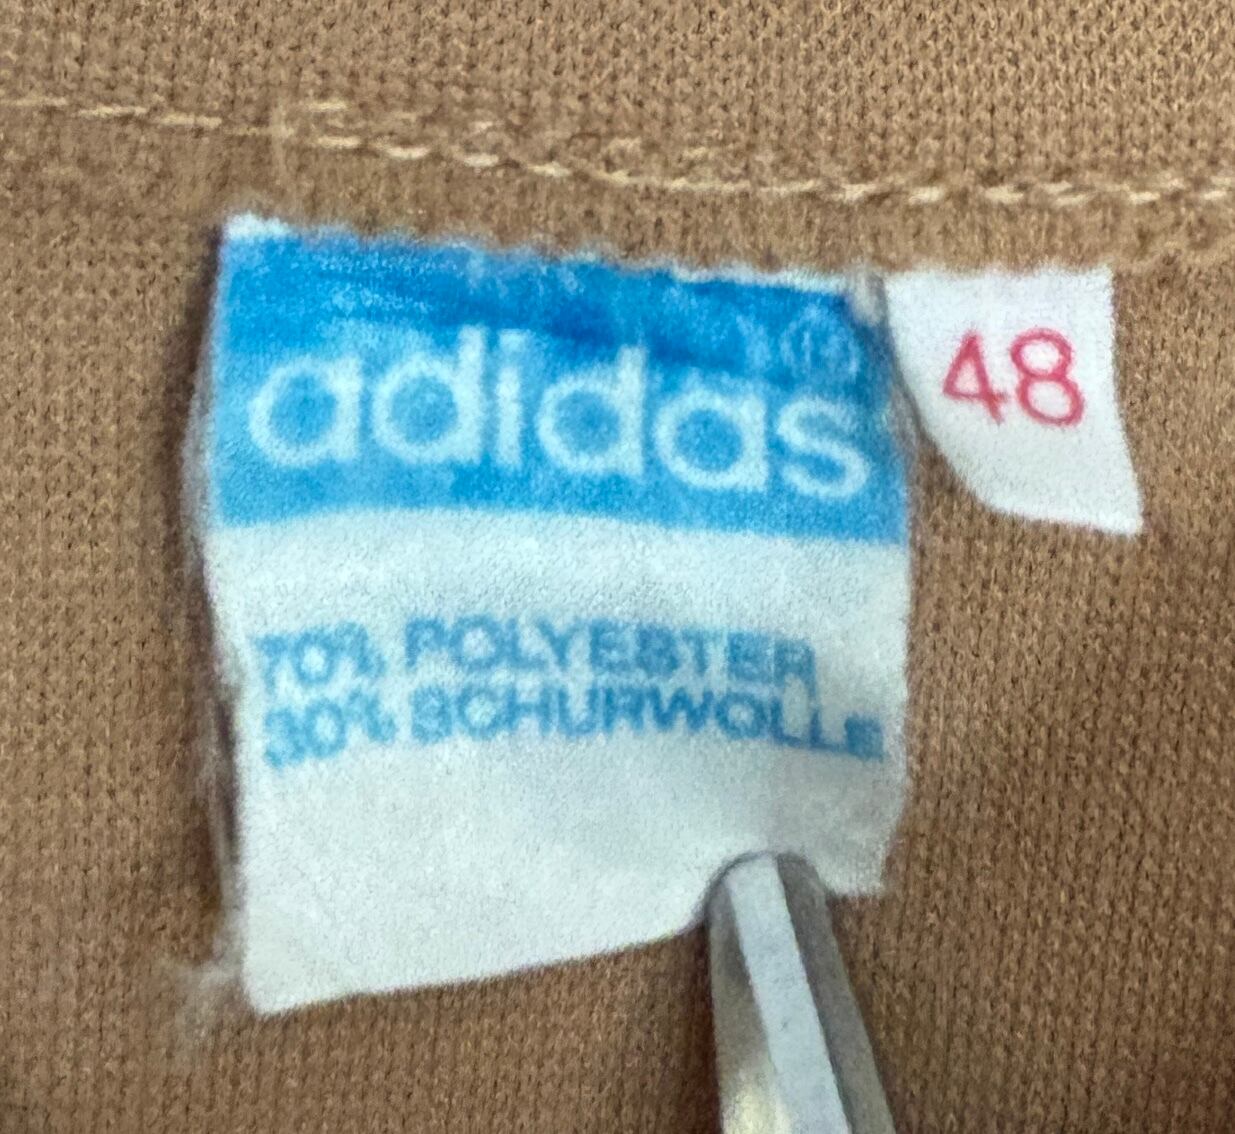 adidas ®
48
70% POLYESTER
30% SCHURWOLLE